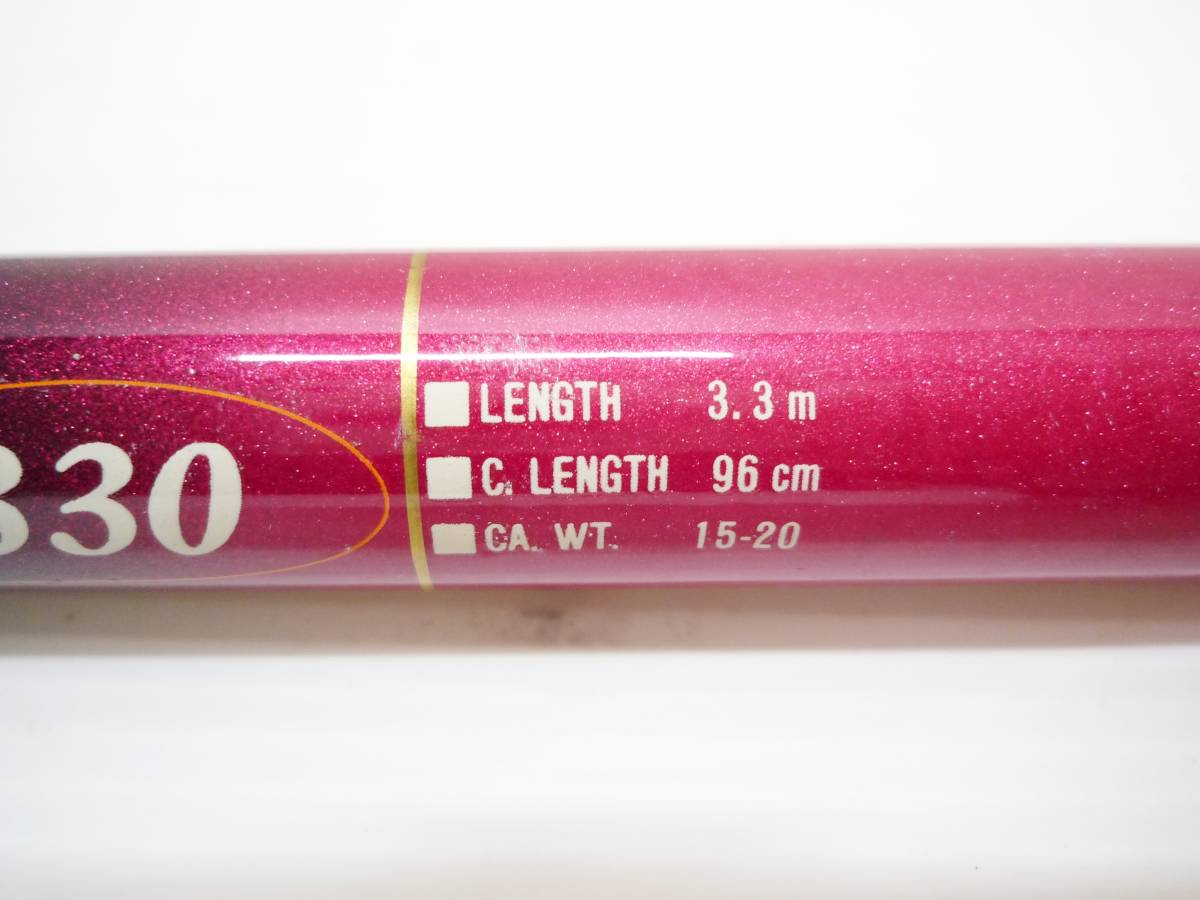 330
LENGTH 3.3 m
C. LENGTH 96 cm
CA. WT. 15-20